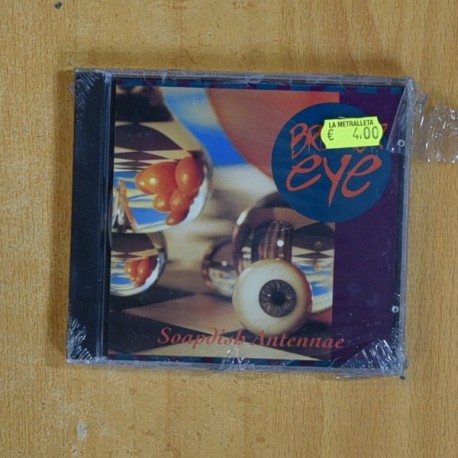 LA METRALLETA
€ 4,00
eye
Soapdish Antennae